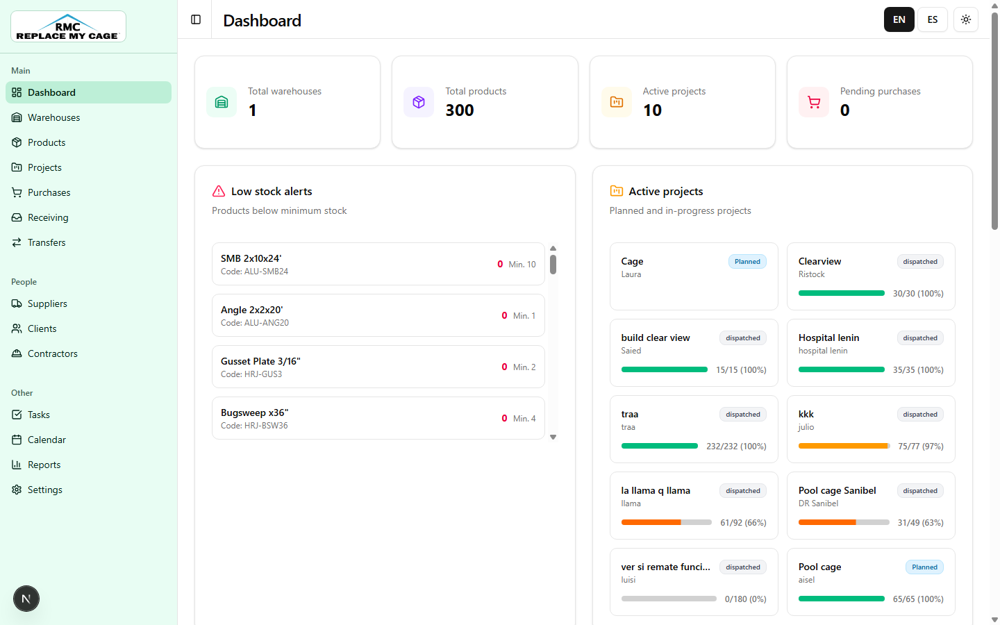 RMC
REPLACE MY CAGE
Main
Dashboard
Warehouses
Products
Projects
Purchases
Receiving
Transfers
People
Suppliers
Clients
Contractors
Other
Tasks
Calendar
Reports
Settings
N
Dashboard
EN
ES
Total warehouses
1
Total products
300
Active projects
10
Pending purchases
0
Low stock alerts
Products below minimum stock
SMB 2x10x24'
Code: ALU-SMB24
0 Min. 10
Angle 2x2x20'
Code: ALU-ANG20
0 Min. 1
Gusset Plate 3/16"
Code: HRJ-GUS3
0 Min. 2
Bugsweep x36"
Code: HRJ-BSW36
0 Min. 4
Active projects
Planned and in-progress projects
Cage
Planned
Laura
Clearview
dispatched
Ristock
30/30 (100%)
build clear view
dispatched
Saied
15/15 (100%)
Hospital lenin
dispatched
hospital lenin
35/35 (100%)
traa
dispatched
traa
232/232 (100%)
kkk
dispatched
julio
75/77 (97%)
la llama q llama
dispatched
llama
61/92 (66%)
Pool cage Sanibel
dispatched
DR Sanibel
31/49 (63%)
ver si remate funci...
dispatched
luisi
0/180 (0%)
Pool cage
Planned
aisel
65/65 (100%)